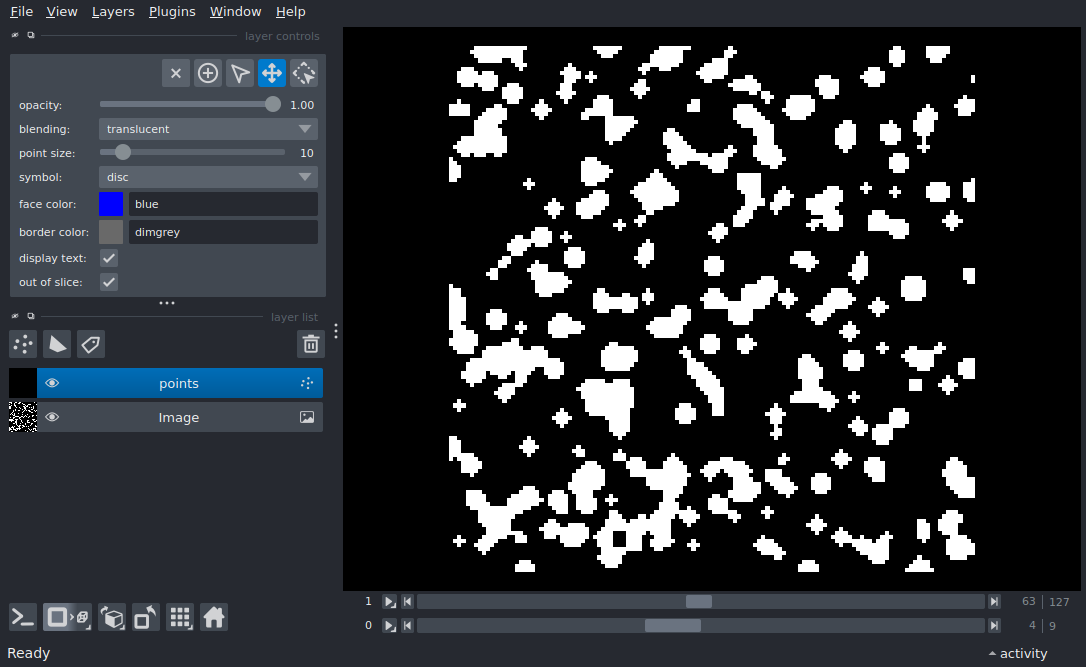 File View Layers Plugins Window Help
layer controls
opacity: 1.00
blending: translucent
point size: 10
symbol: disc
face color: blue
border color: dimgrey
display text:
out of slice:
layer list
points
Image
1 63 | 127
0 4 | 9
Ready activity